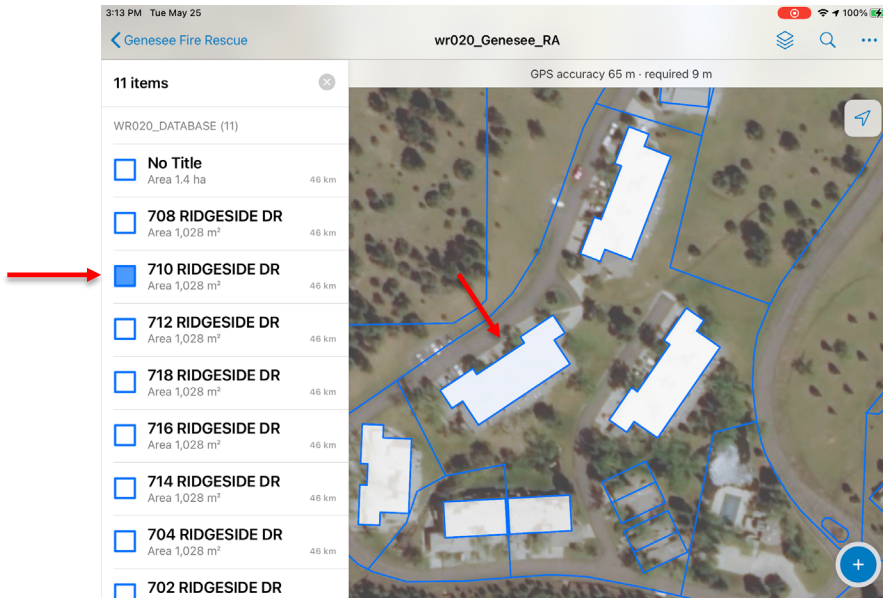 3:13 PM Tue May 25
100%
Genesee Fire Rescue
wr020_Genesee_RA
11 items
GPS accuracy 65 m · required 9 m
WR020_DATABASE (11)
No Title
Area 1.4 ha
46 km
708 RIDGESIDE DR
Area 1,028 m²
46 km
710 RIDGESIDE DR
Area 1,028 m²
46 km
712 RIDGESIDE DR
Area 1,028 m²
46 km
718 RIDGESIDE DR
Area 1,028 m²
46 km
716 RIDGESIDE DR
Area 1,028 m²
46 km
714 RIDGESIDE DR
Area 1,028 m²
46 km
704 RIDGESIDE DR
Area 1,028 m²
46 km
702 RIDGESIDE DR